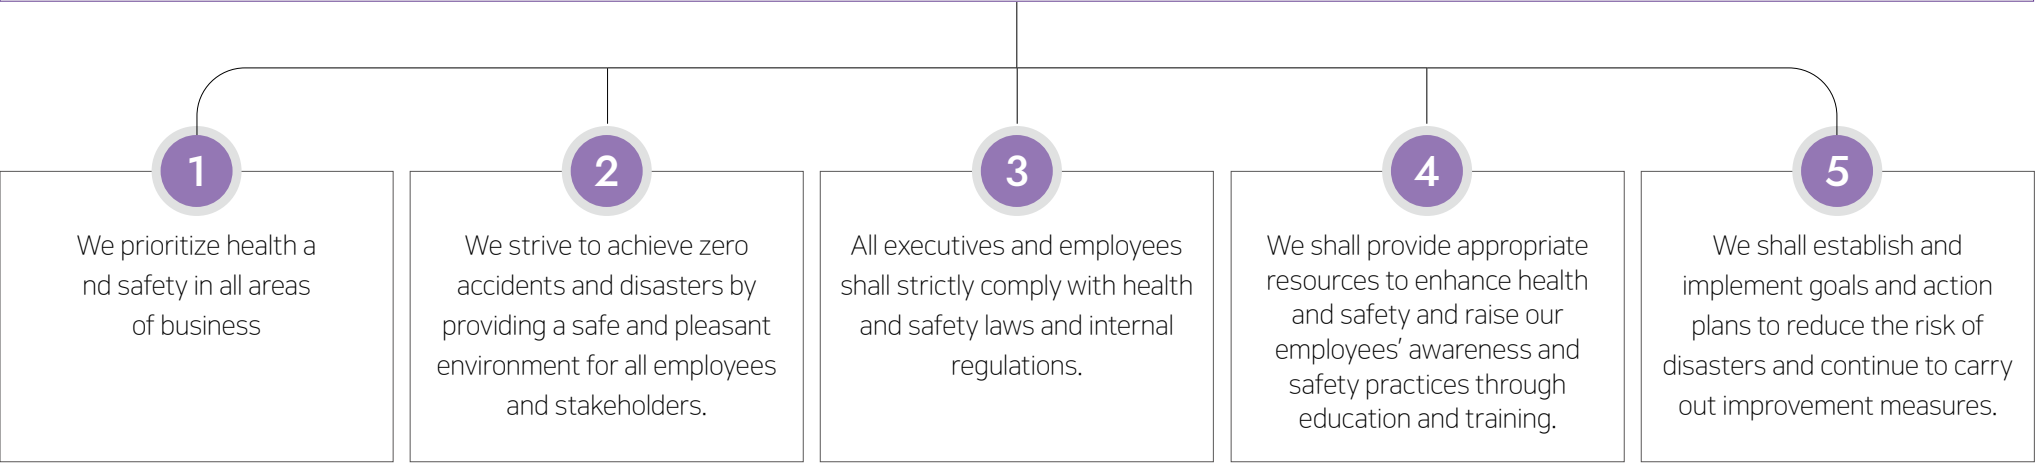 1
We prioritize health a
nd safety in all areas
of business
2
We strive to achieve zero
accidents and disasters by
providing a safe and pleasant
environment for all employees
and stakeholders.
3
All executives and employees
shall strictly comply with health
and safety laws and internal
regulations.
4
We shall provide appropriate
resources to enhance health
and safety and raise our
employees’ awareness and
safety practices through
education and training.
5
We shall establish and
implement goals and action
plans to reduce the risk of
disasters and continue to carry
out improvement measures.